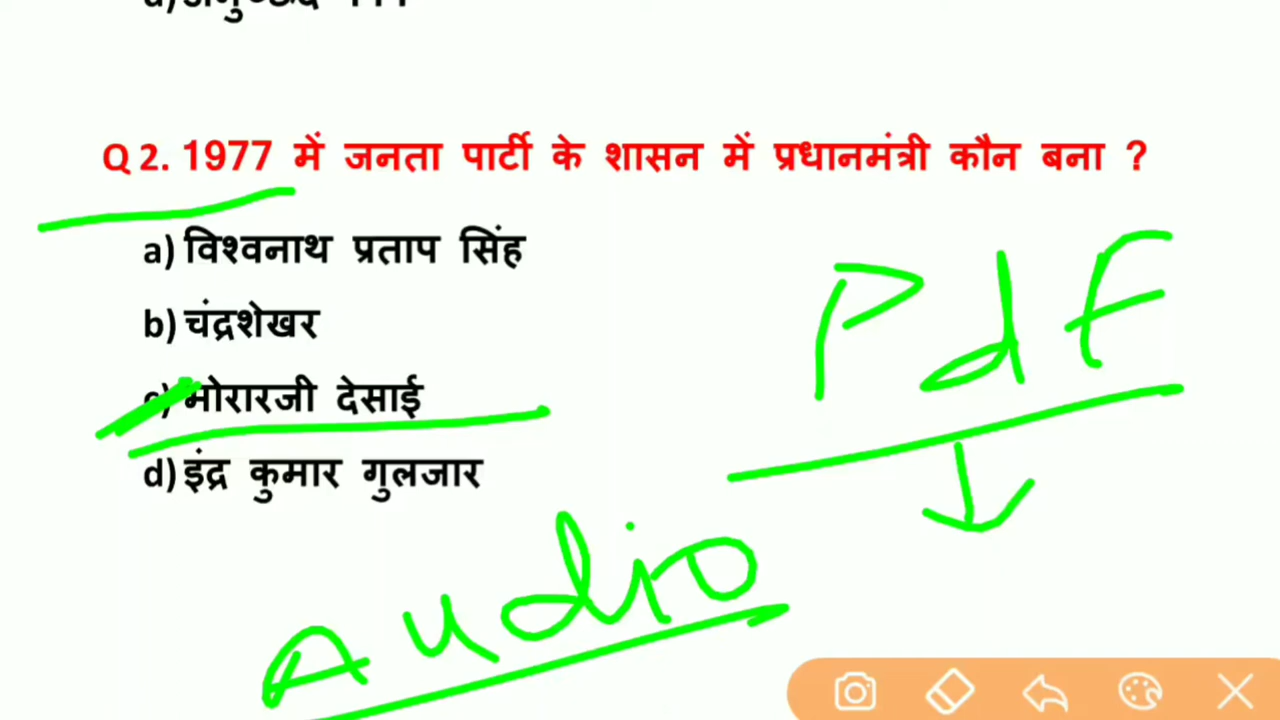 Q 2. 1977 में जनता पार्टी के शासन में प्रधानमंत्री कौन बना ?
a) विश्वनाथ प्रताप सिंह
b) चंद्रशेखर
c) मोरारजी देसाई
d) इंद्र कुमार गुलजार
Pdf
Audio